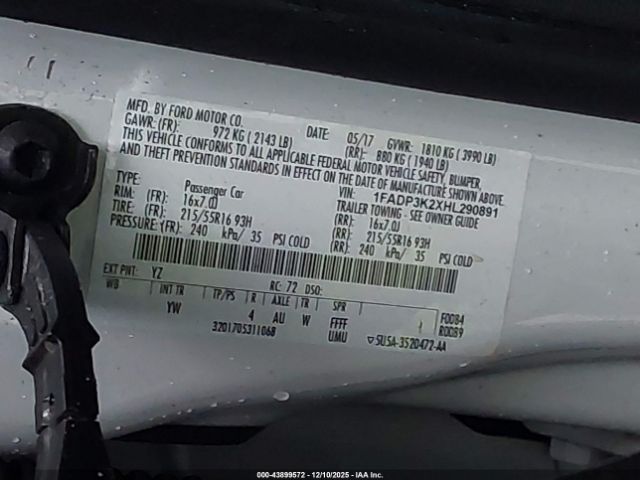 MFD. BY FORD MOTOR CO.
DATE: 05/17 GVWR: 1810 KG ( 3990 LB)
GAWR: (FR): 972 KG ( 2143 LB) (RR): 880 KG ( 1940 LB)
THIS VEHICLE CONFORMS TO ALL APPLICABLE FEDERAL MOTOR VEHICLE SAFETY, BUMPER,
AND THEFT PREVENTION STANDARDS IN EFFECT ON THE DATE OF MANUFACTURE SHOWN ABOVE.
VIN: 1FADP3K2XHL290891
TYPE: Passenger Car TRAILER TOWING - SEE OWNER GUIDE
RIM: (FR) 16x7.0J (RR): 16x7.0J
TIRE: (FR) 215/55R16 93H (RR): 215/55R16 93H
PRESSURE: (FR): 240 kPa/ 35 PSI COLD (RR): 240 kPa/ 35 PSI COLD
EXT PNT: YZ RC: 72 DSO:
WB INT TR TP/PS R AXLE TR SPR
YW 4 AU W FFFF F0084
3201705311068 UMU R0089
▽5U5A-3520472-AA
000-43899572 — 12/10/2025 — IAA Inc.